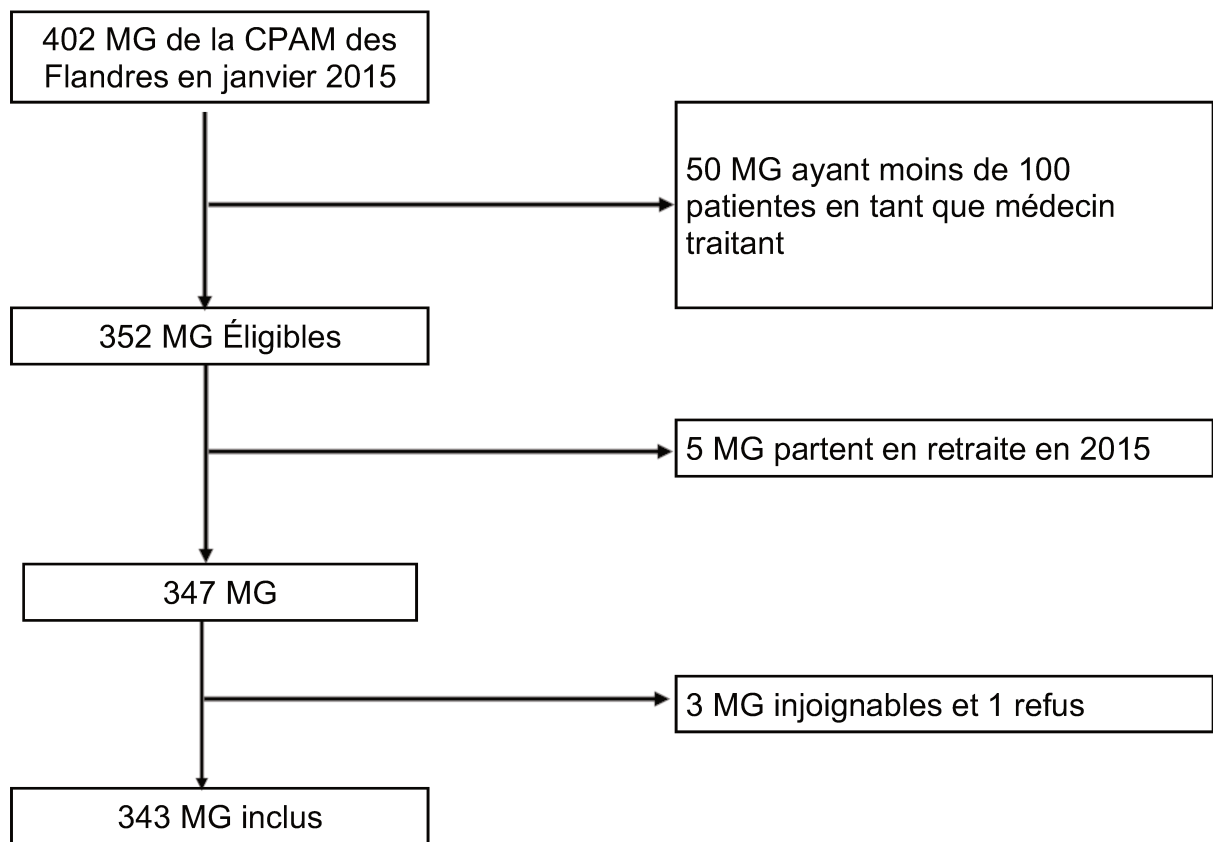 402 MG de la CPAM des
Flandres en janvier 2015
50 MG ayant moins de 100
patientes en tant que médecin
traitant
352 MG Éligibles
5 MG partent en retraite en 2015
347 MG
3 MG injoignables et 1 refus
343 MG inclus